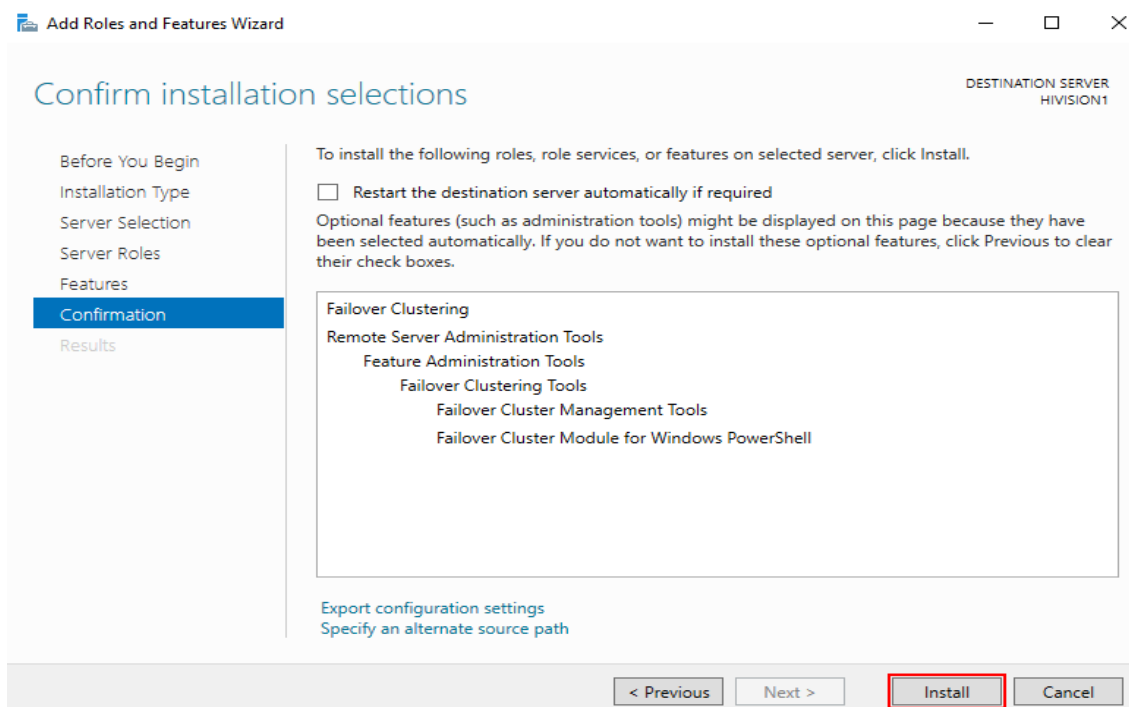 Add Roles and Features Wizard
Confirm installation selections
DESTINATION SERVER
HIVISION1
Before You Begin
Installation Type
Server Selection
Server Roles
Features
Confirmation
Results
To install the following roles, role services, or features on selected server, click Install.
Restart the destination server automatically if required
Optional features (such as administration tools) might be displayed on this page because they have
been selected automatically. If you do not want to install these optional features, click Previous to clear
their check boxes.
Failover Clustering
Remote Server Administration Tools
Feature Administration Tools
Failover Clustering Tools
Failover Cluster Management Tools
Failover Cluster Module for Windows PowerShell
Export configuration settings
Specify an alternate source path
< Previous
Next >
Install
Cancel